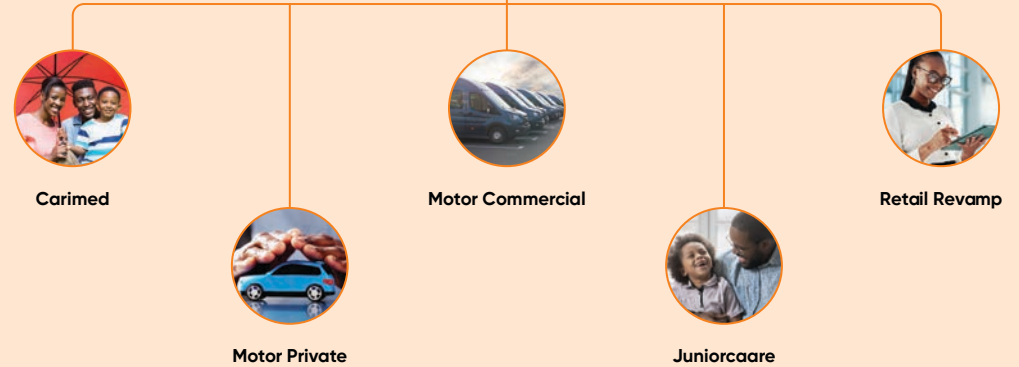 Carimed
Motor Commercial
Retail Revamp
Motor Private
Juniorcaare